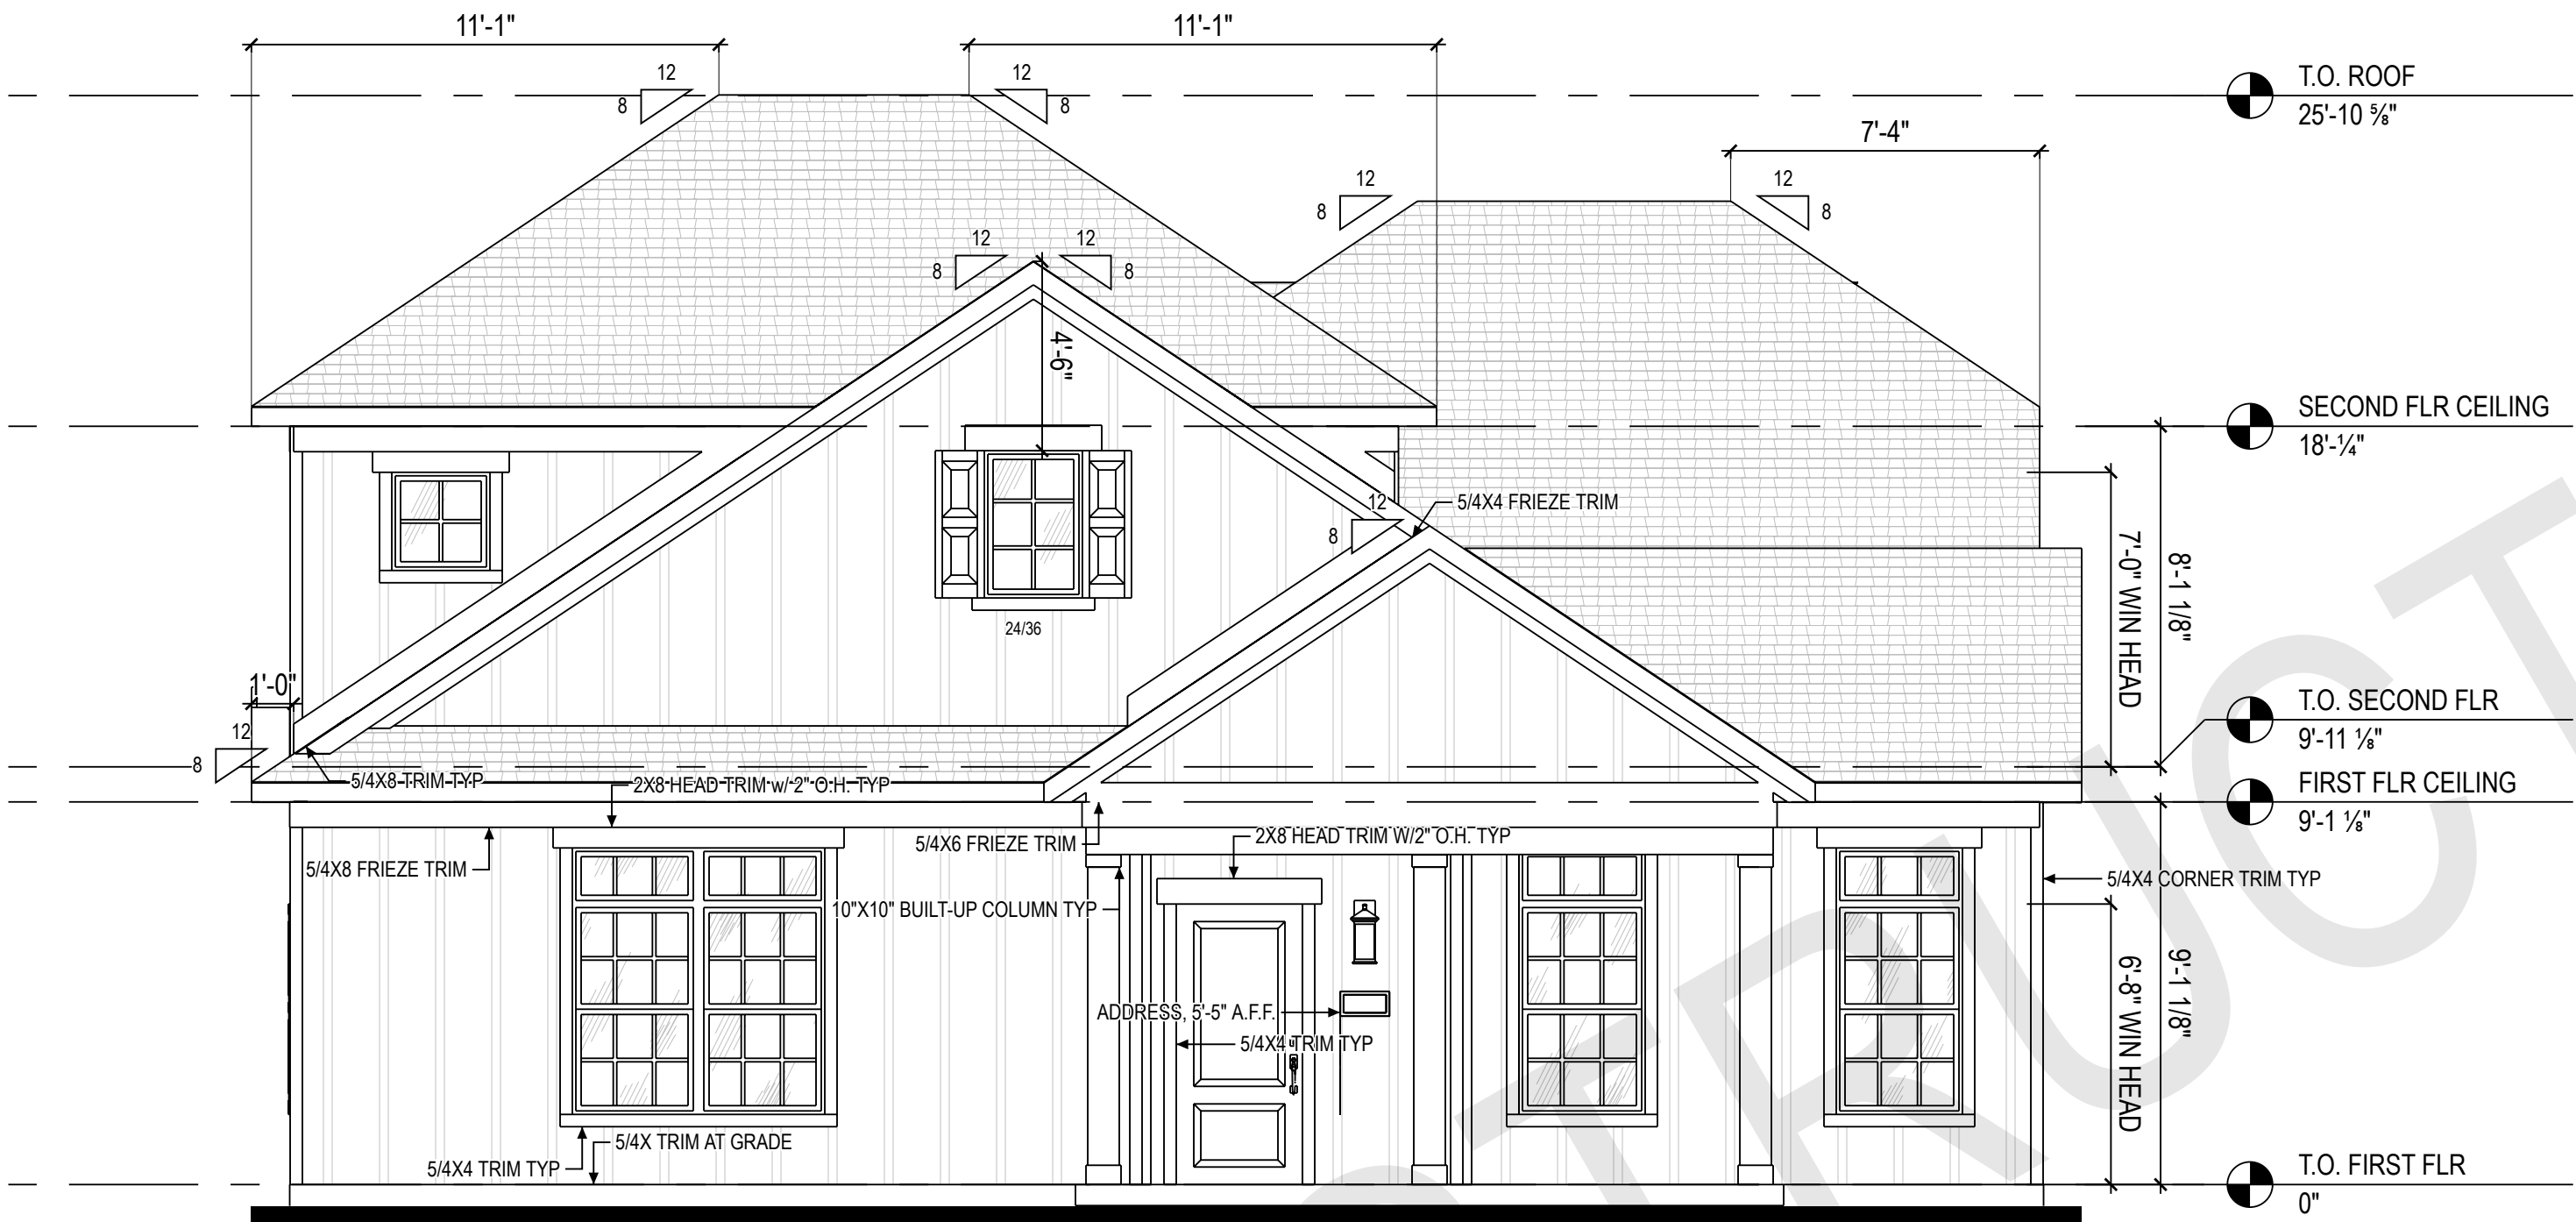 11'-1"
11'-1"
12
8
12
8
T.O. ROOF
25'-10 ⅝"
7'-4"
12
8
12
8
12
8
12
8
4'-6"
SECOND FLR CEILING
18'-¼"
12
8
5/4X4 FRIEZE TRIM
7'-0" WIN HEAD
8'-1 1/8"
24/36
1'-0"
12
8
T.O. SECOND FLR
9'-11 ⅛"
5/4X8 TRIM TYP
2X8 HEAD TRIM w/ 2" O.H. TYP
FIRST FLR CEILING
9'-1 ⅛"
5/4X6 FRIEZE TRIM
2X8 HEAD TRIM W/2" O.H. TYP
5/4X8 FRIEZE TRIM
5/4X4 CORNER TRIM TYP
10"X10" BUILT-UP COLUMN TYP
ADDRESS, 5'-5" A.F.F.
5/4X4 TRIM TYP
6'-8" WIN HEAD
9'-1 1/8"
5/4X TRIM AT GRADE
5/4X4 TRIM TYP
T.O. FIRST FLR
0"
STRUCT